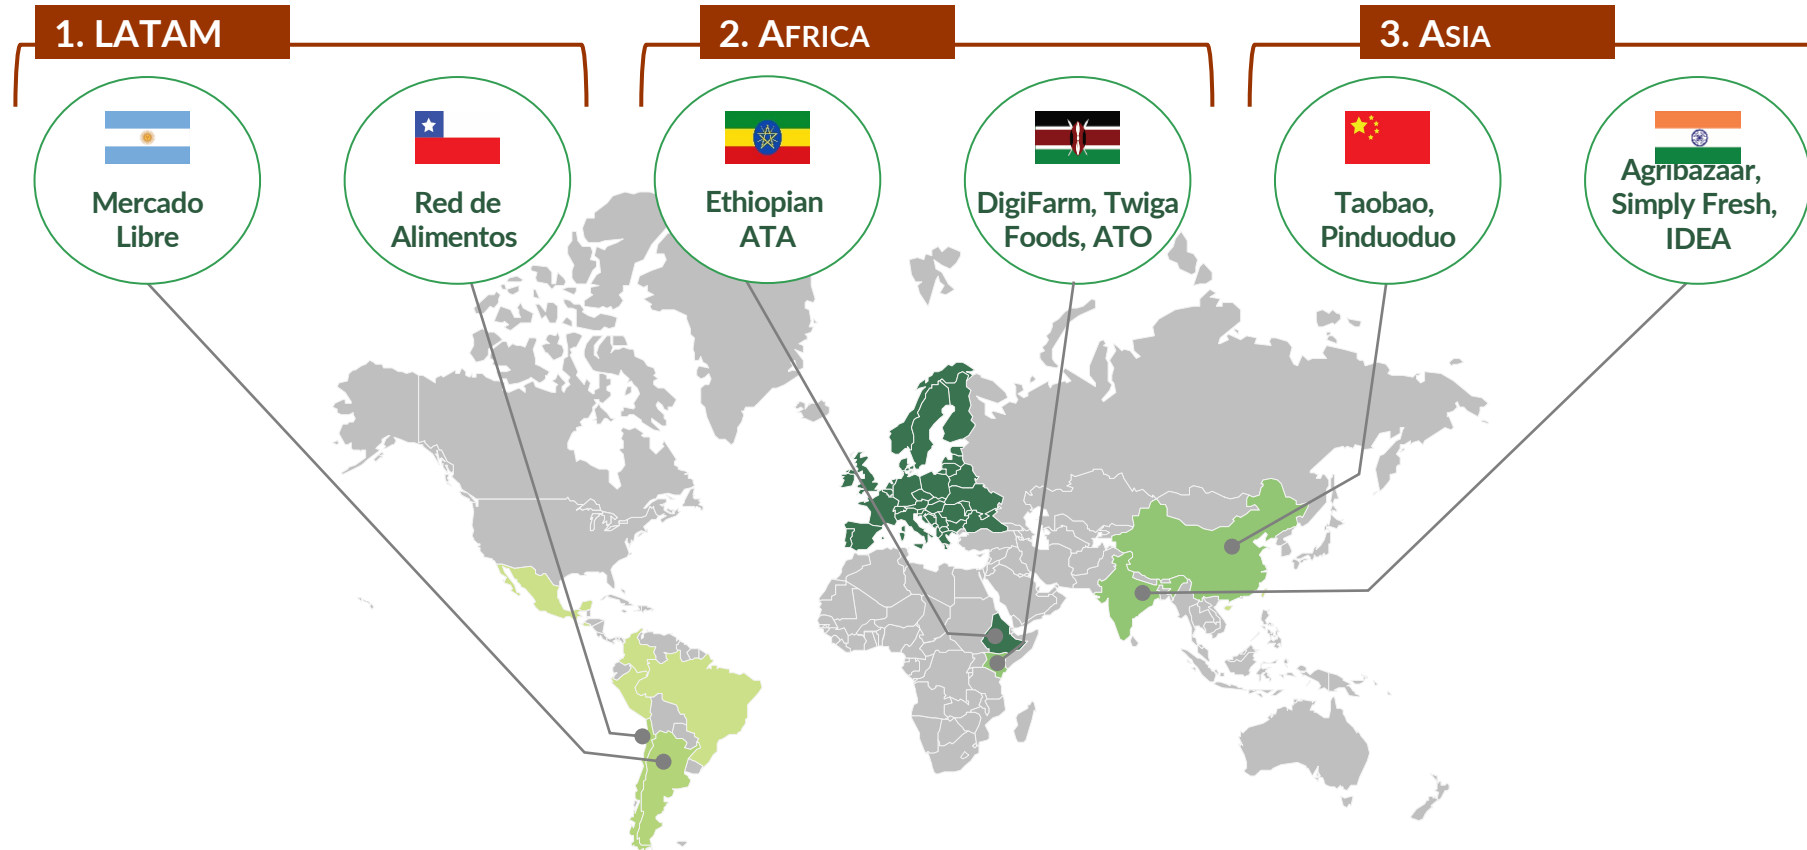 1. LATAM
2. AFRICA
3. ASIA
Mercado
Libre
Red de
Alimentos
Ethiopian
ATA
DigiFarm, Twiga
Foods, ATO
Taobao,
Pinduoduo
Agribazaar,
Simply Fresh,
IDEA